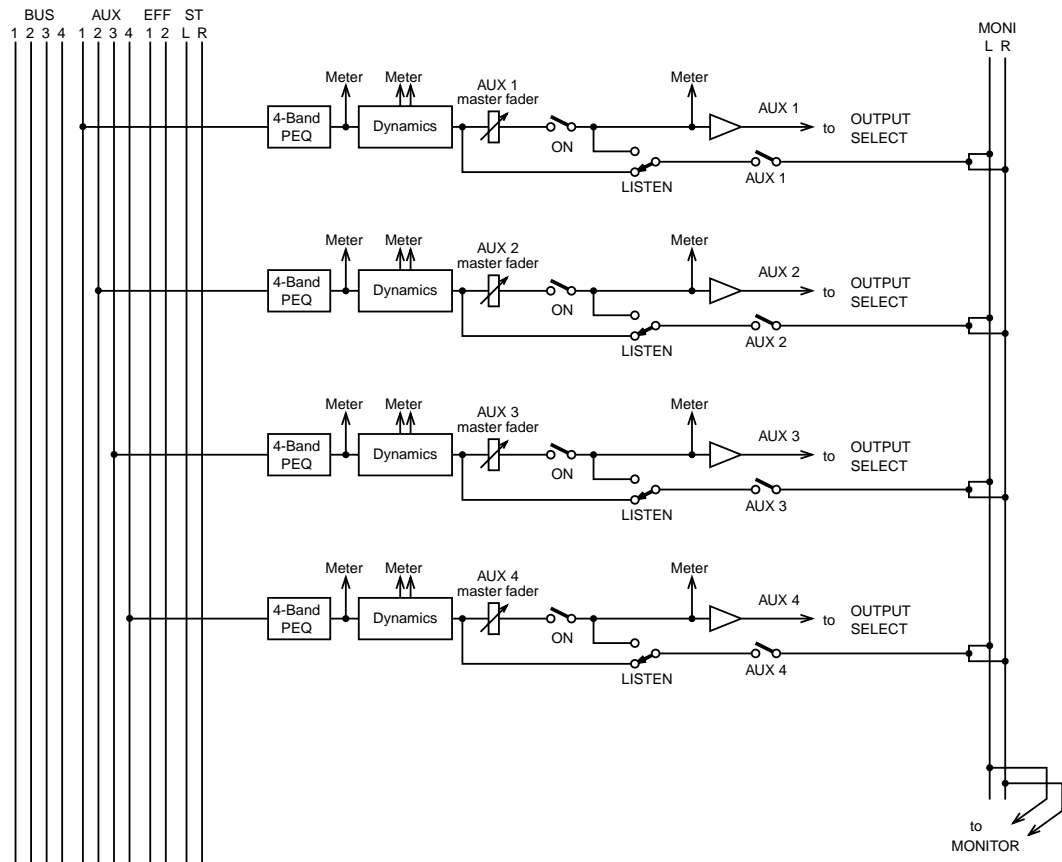 BUS AUX EFF ST
1 2 3 4 1 2 3 4 1 2 L R
MONI
L R
Meter
Meter
AUX 1
master fader
Meter
AUX 1
4-Band
PEQ
Dynamics
ON
to
OUTPUT
SELECT
LISTEN
AUX 1
Meter
Meter
AUX 2
master fader
Meter
AUX 2
4-Band
PEQ
Dynamics
ON
to
OUTPUT
SELECT
LISTEN
AUX 2
Meter
Meter
AUX 3
master fader
Meter
AUX 3
4-Band
PEQ
Dynamics
ON
to
OUTPUT
SELECT
LISTEN
AUX 3
Meter
Meter
AUX 4
master fader
Meter
AUX 4
4-Band
PEQ
Dynamics
ON
to
OUTPUT
SELECT
LISTEN
AUX 4
to
MONITOR